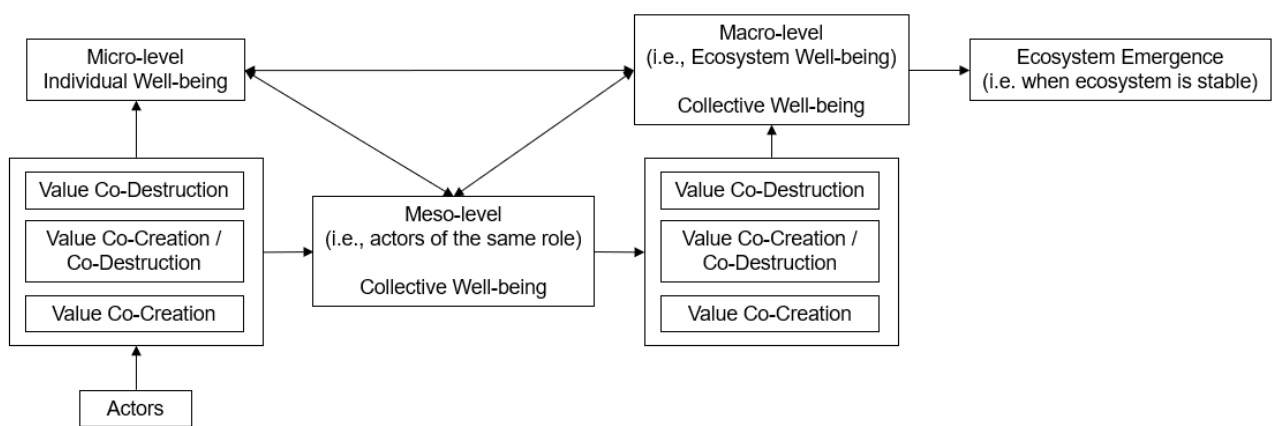 Micro-level
Individual Well-being
Macro-level
(i.e., Ecosystem Well-being)
Collective Well-being
Ecosystem Emergence
(i.e. when ecosystem is stable)
Value Co-Destruction
Value Co-Creation /
Co-Destruction
Value Co-Creation
Meso-level
(i.e., actors of the same role)
Collective Well-being
Value Co-Destruction
Value Co-Creation /
Co-Destruction
Value Co-Creation
Actors